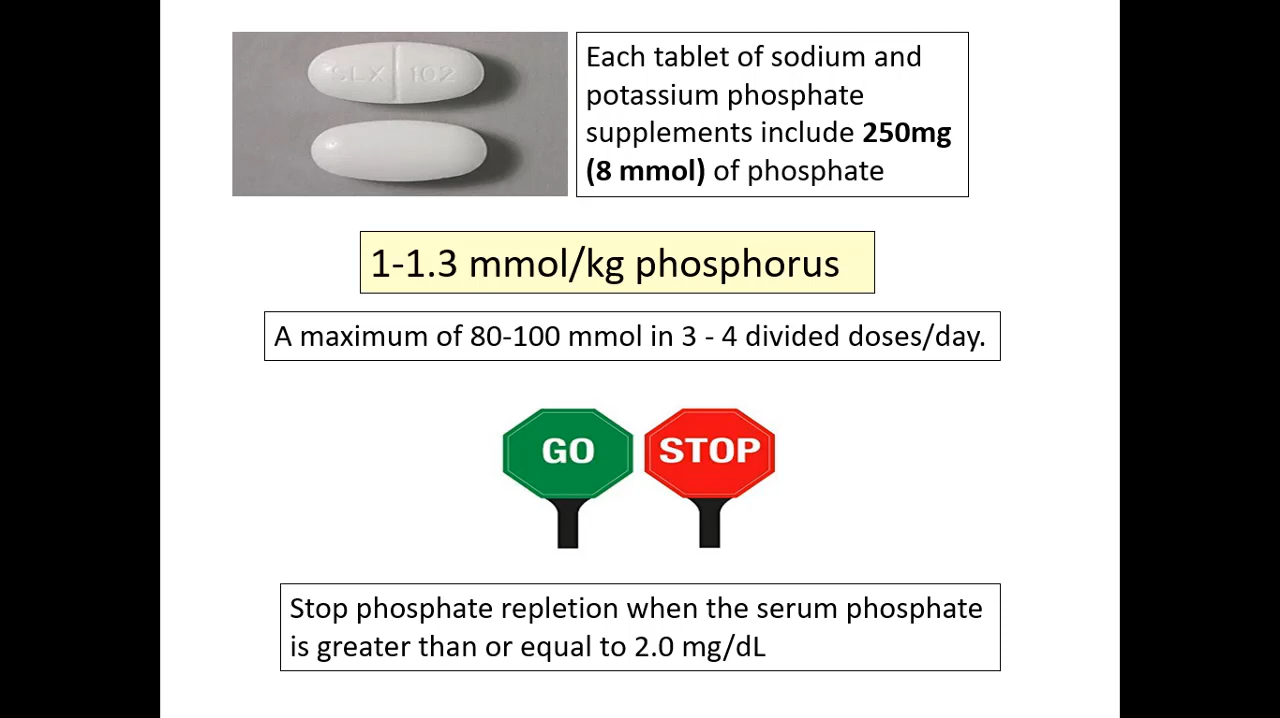 SLX 102
Each tablet of sodium and
potassium phosphate
supplements include 250mg
(8 mmol) of phosphate
1-1.3 mmol/kg phosphorus
A maximum of 80-100 mmol in 3 - 4 divided doses/day.
GO
STOP
Stop phosphate repletion when the serum phosphate
is greater than or equal to 2.0 mg/dL